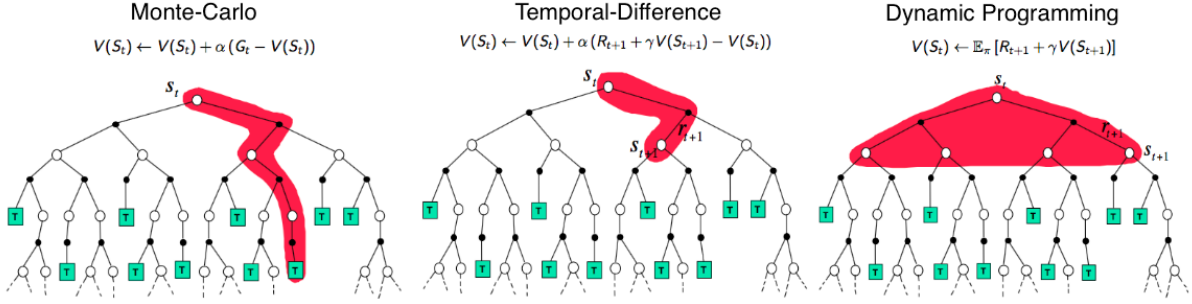 Monte-Carlo
V(S_t) ← V(S_t) + α (G_t − V(S_t))
s_t
T
T
T
T
T
T
T
T
T
Temporal-Difference
V(S_t) ← V(S_t) + α (R_{t+1} + γV(S_{t+1}) − V(S_t))
s_t
r_{t+1}
s_{t+1}
T
T
T
T
T
T
T
T
T
Dynamic Programming
V(S_t) ← 𝔼_π [R_{t+1} + γV(S_{t+1})]
s_t
r_{t+1}
s_{t+1}
T
T
T
T
T
T
T
T
T